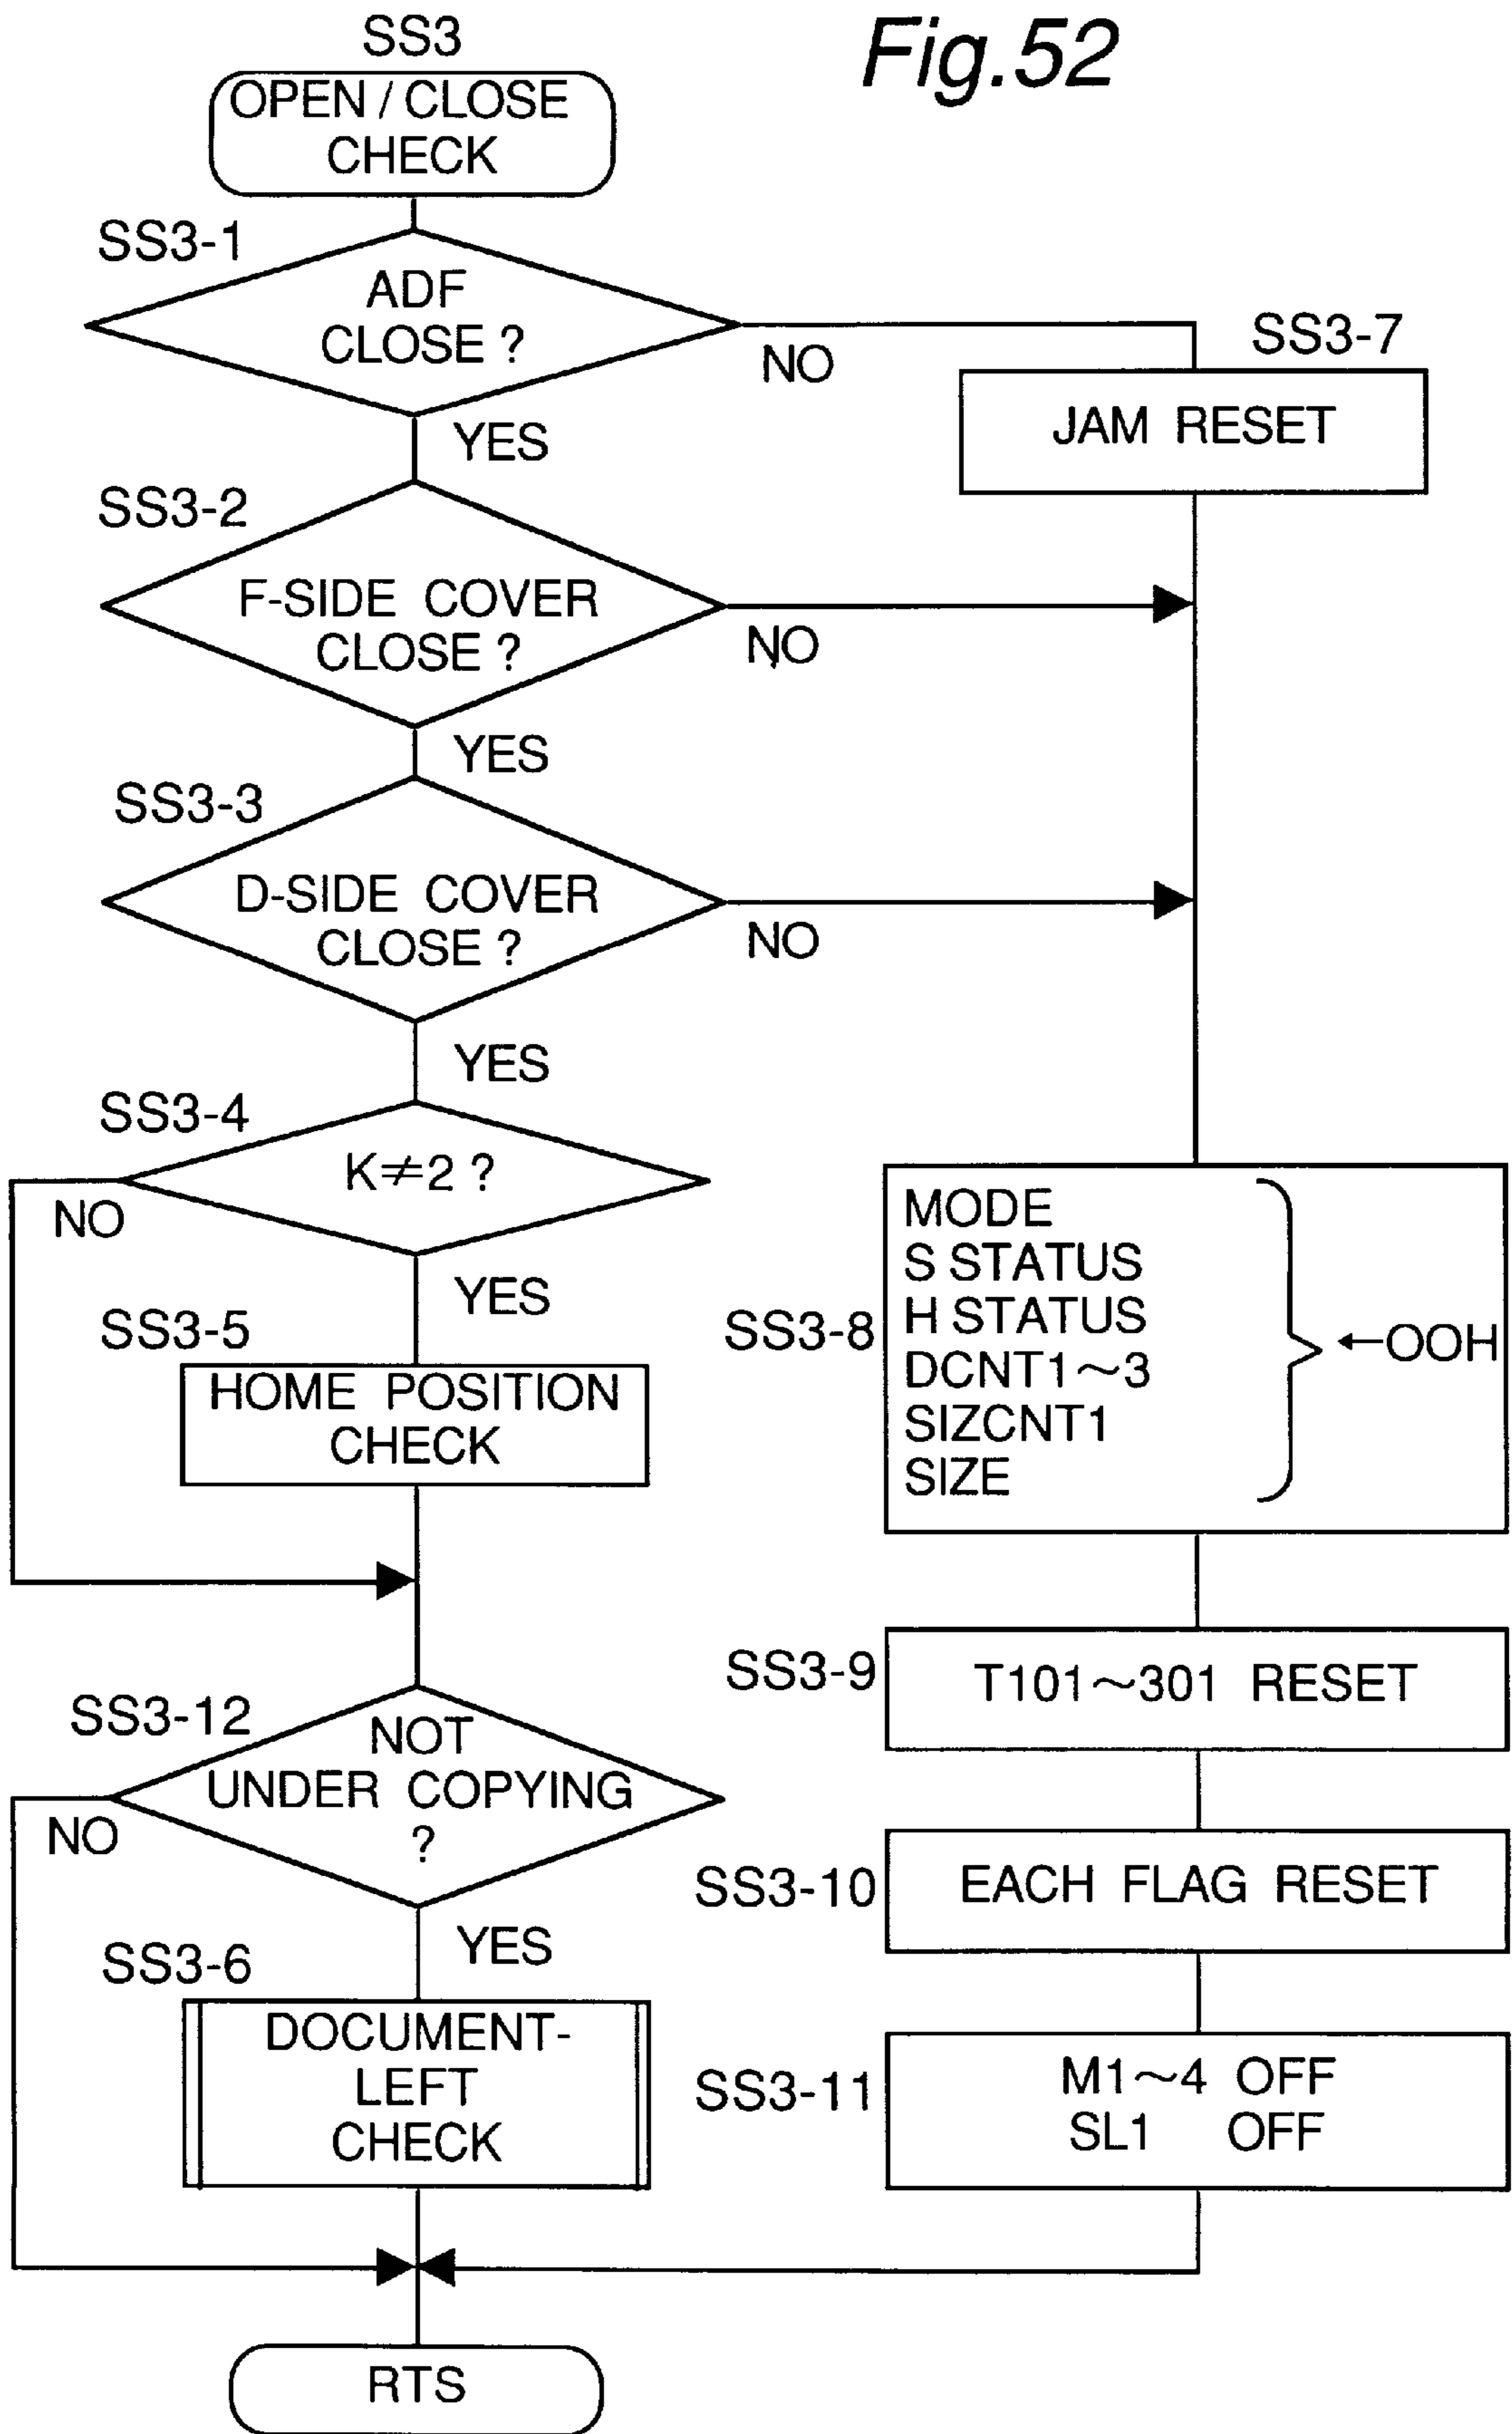 Fig.52
SS3
OPEN / CLOSE
CHECK
SS3-1
ADF
CLOSE ?
NO
YES
SS3-7
JAM RESET
SS3-2
F-SIDE COVER
CLOSE ?
NO
YES
SS3-3
D-SIDE COVER
CLOSE ?
NO
YES
SS3-4
K≠2 ?
NO
YES
SS3-5
HOME POSITION
CHECK
SS3-8
MODE
S STATUS
H STATUS
DCNT1～3
SIZCNT1
SIZE
←OOH
SS3-9
T101～301 RESET
SS3-12
NOT
UNDER COPYING
?
NO
YES
SS3-10
EACH FLAG RESET
SS3-6
DOCUMENT-
LEFT
CHECK
SS3-11
M1～4 OFF
SL1 OFF
RTS